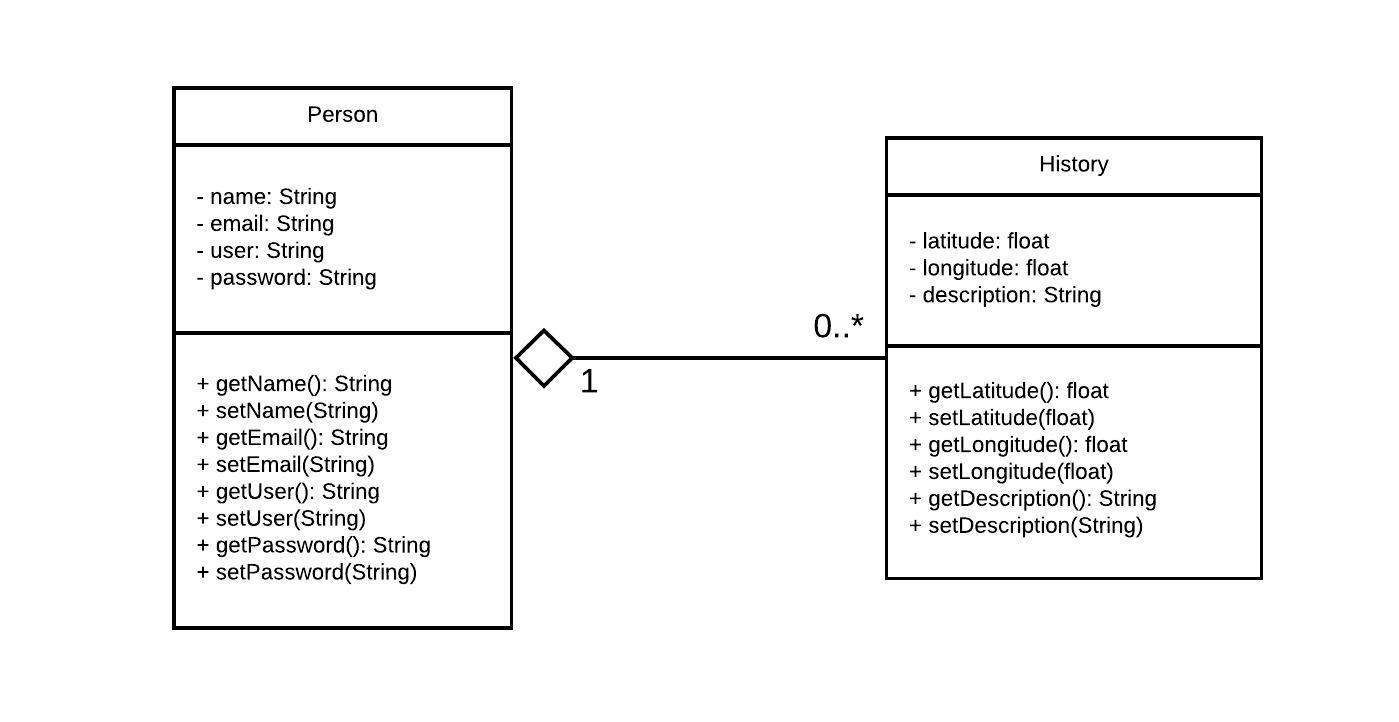 Person
- name: String
- email: String
- user: String
- password: String
+ getName(): String
+ setName(String)
+ getEmail(): String
+ setEmail(String)
+ getUser(): String
+ setUser(String)
+ getPassword(): String
+ setPassword(String)
1
0..*
History
- latitude: float
- longitude: float
- description: String
+ getLatitude(): float
+ setLatitude(float)
+ getLongitude(): float
+ setLongitude(float)
+ getDescription(): String
+ setDescription(String)